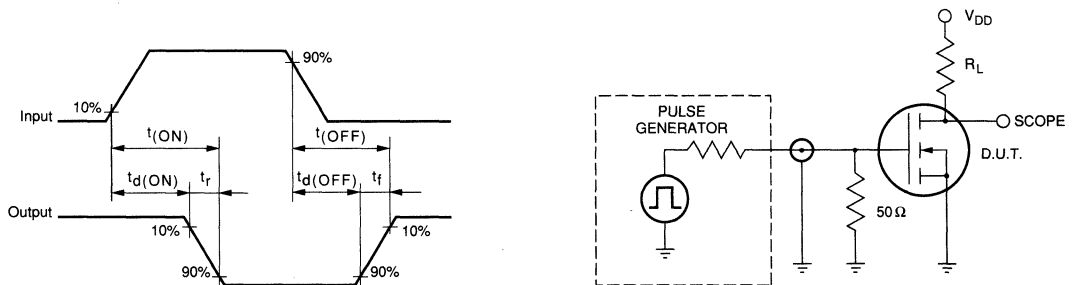 90%
10%
Input
t(ON)
t(OFF)
td(ON)
tr
td(OFF)
tf
Output
10%
10%
90%
90%
VDD
RL
PULSE
GENERATOR
SCOPE
D.U.T.
50Ω